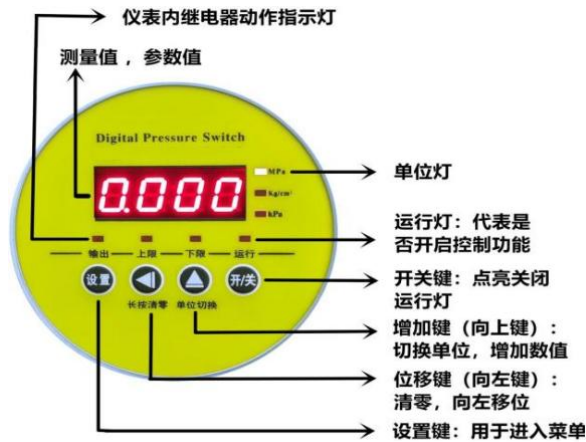 仪表内继电器动作指示灯
测量值，参数值
Digital Pressure Switch
0.000
MPa
Kg/cm²
kPa
单位灯
输出 上限 下限 运行
运行灯：代表是
否开启控制功能
设置 开/关
长按清零 单位切换
开关键：点亮关闭
运行灯
增加键（向上键）：
切换单位，增加数值
位移键（向左键）：
清零，向左移位
设置键：用于进入菜单